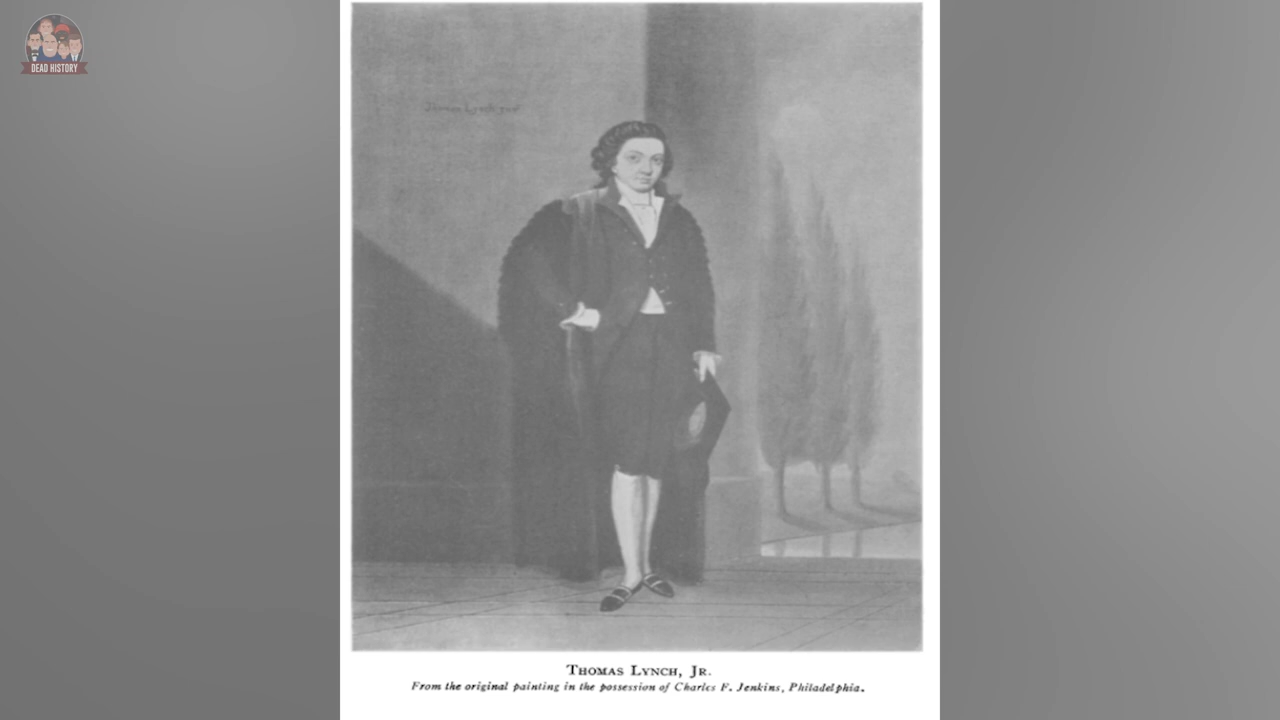 DEAD HISTORY
THOMAS LYNCH, JR.
From the original painting in the possession of Charles F. Jenkins, Philadelphia.